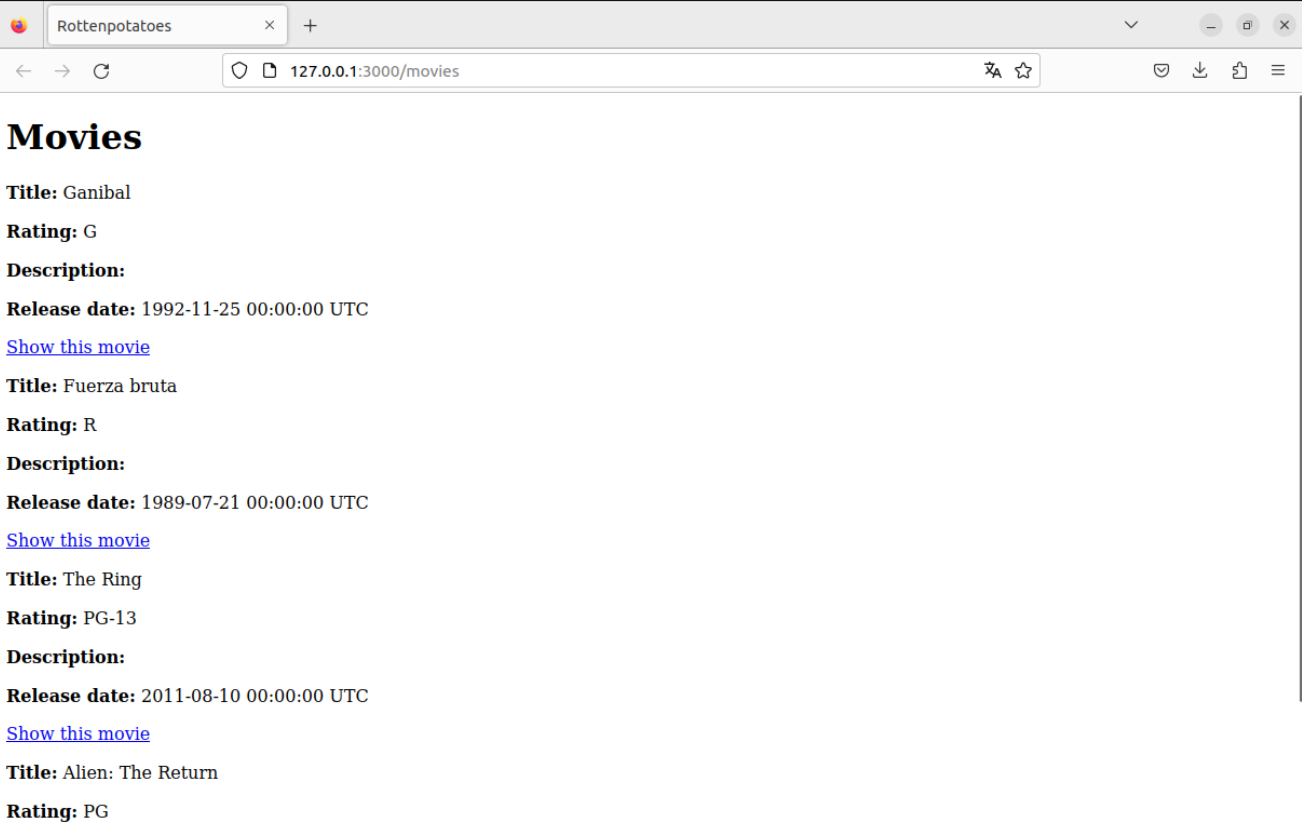 Rottenpotatoes
127.0.0.1:3000/movies
Movies
Title: Ganibal
Rating: G
Description:
Release date: 1992-11-25 00:00:00 UTC
Show this movie
Title: Fuerza bruta
Rating: R
Description:
Release date: 1989-07-21 00:00:00 UTC
Show this movie
Title: The Ring
Rating: PG-13
Description:
Release date: 2011-08-10 00:00:00 UTC
Show this movie
Title: Alien: The Return
Rating: PG